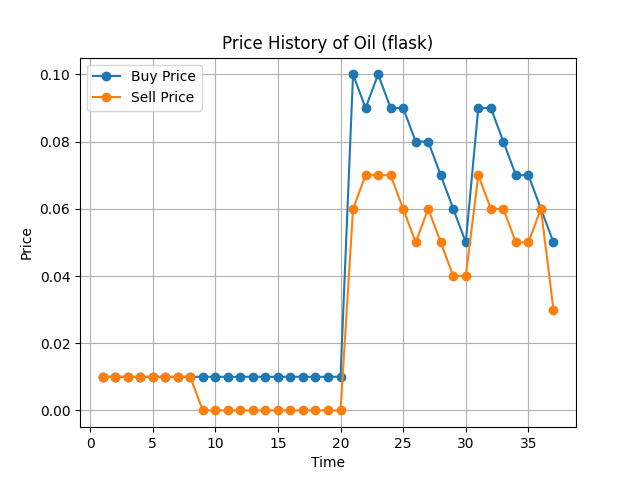 Price History of Oil (flask)
Buy Price
Sell Price
0.10
0.08
0.06
0.04
0.02
0.00
Price
0 5 10 15 20 25 30 35
Time